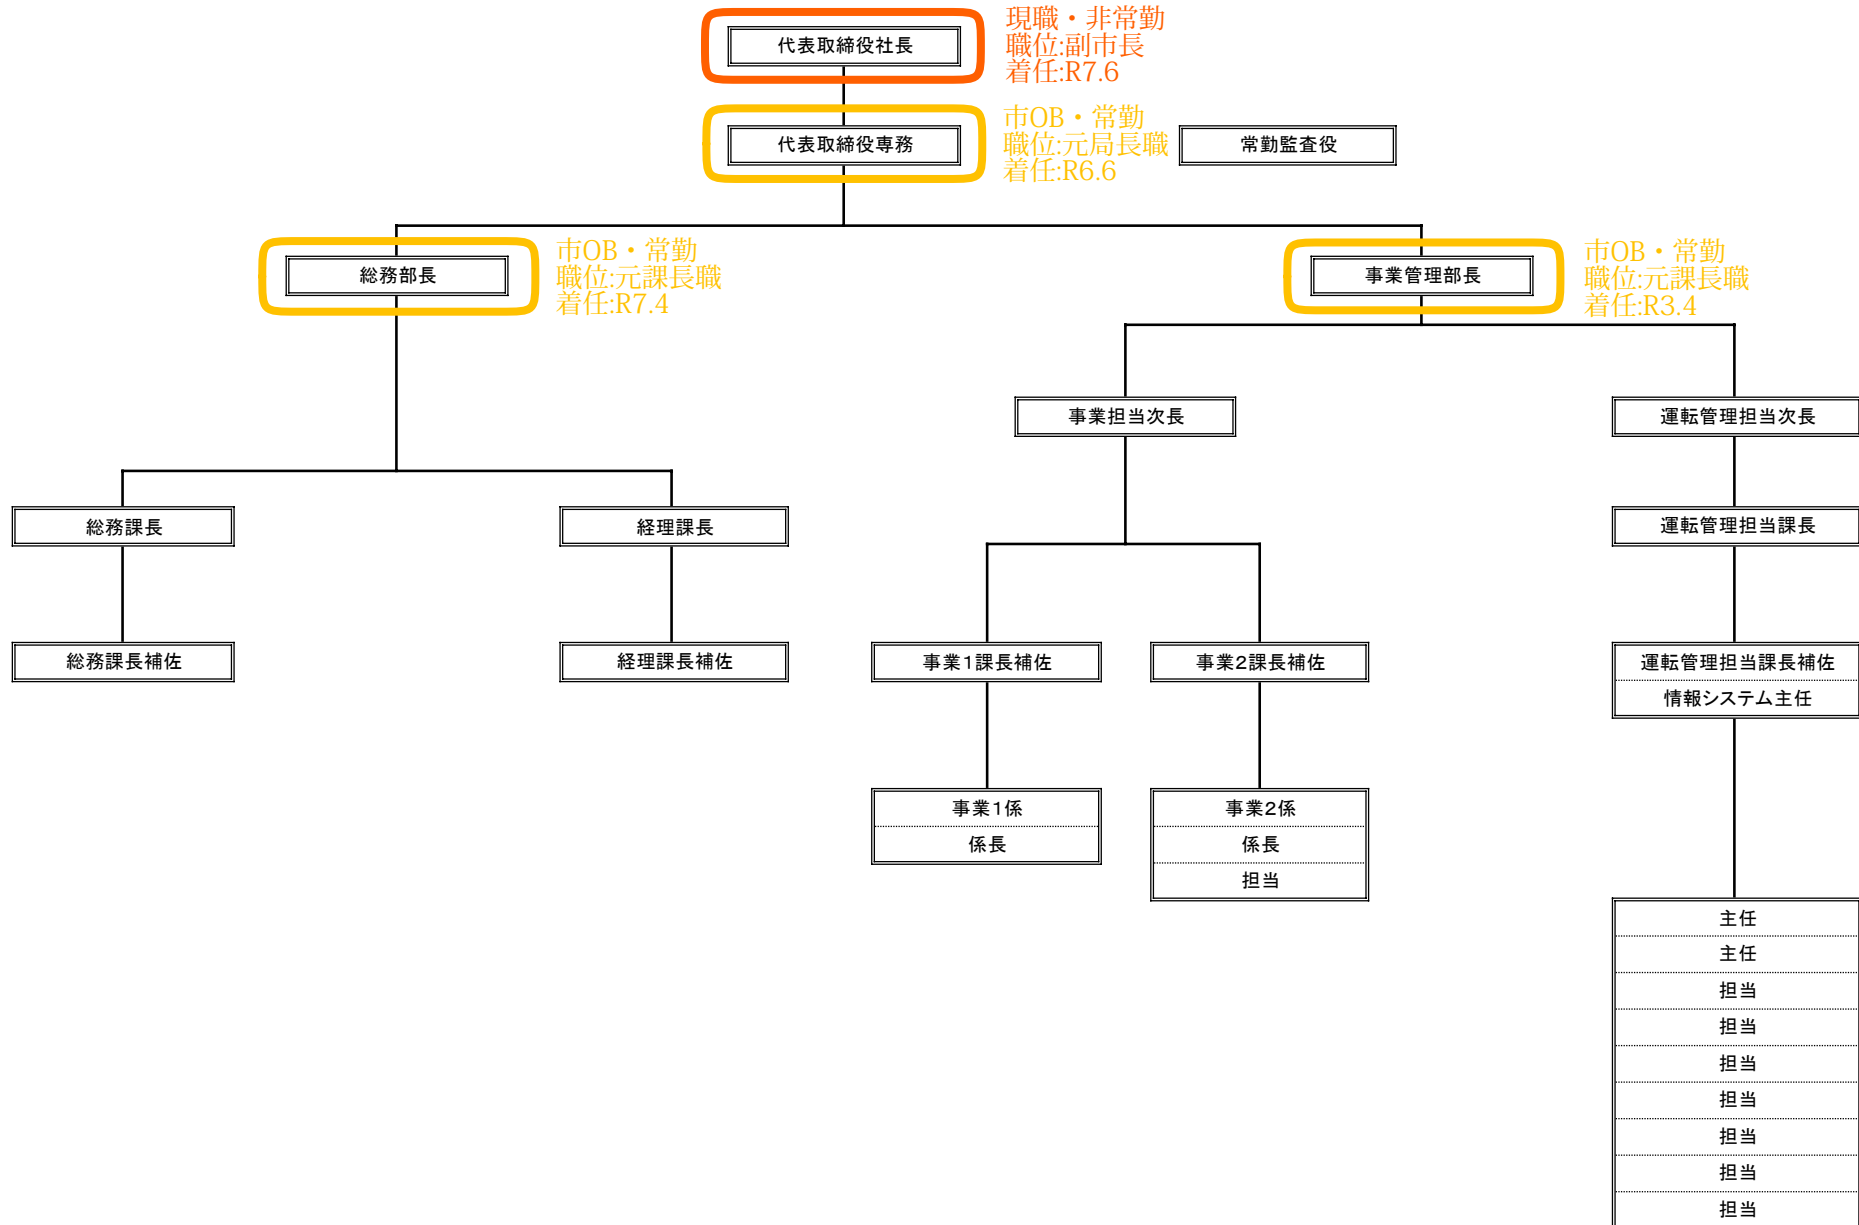 代表取締役社長
現職・非常勤
職位:副市長
着任:R7.6
代表取締役専務
市OB・常勤
職位:元局長職
着任:R6.6
常勤監査役
総務部長
市OB・常勤
職位:元課長職
着任:R7.4
事業管理部長
市OB・常勤
職位:元課長職
着任:R3.4
事業担当次長
運転管理担当次長
総務課長
経理課長
運転管理担当課長
総務課長補佐
経理課長補佐
事業1課長補佐
事業2課長補佐
運転管理担当課長補佐
情報システム主任
事業1係
係長
事業2係
係長
担当
主任
主任
担当
担当
担当
担当
担当
担当
担当